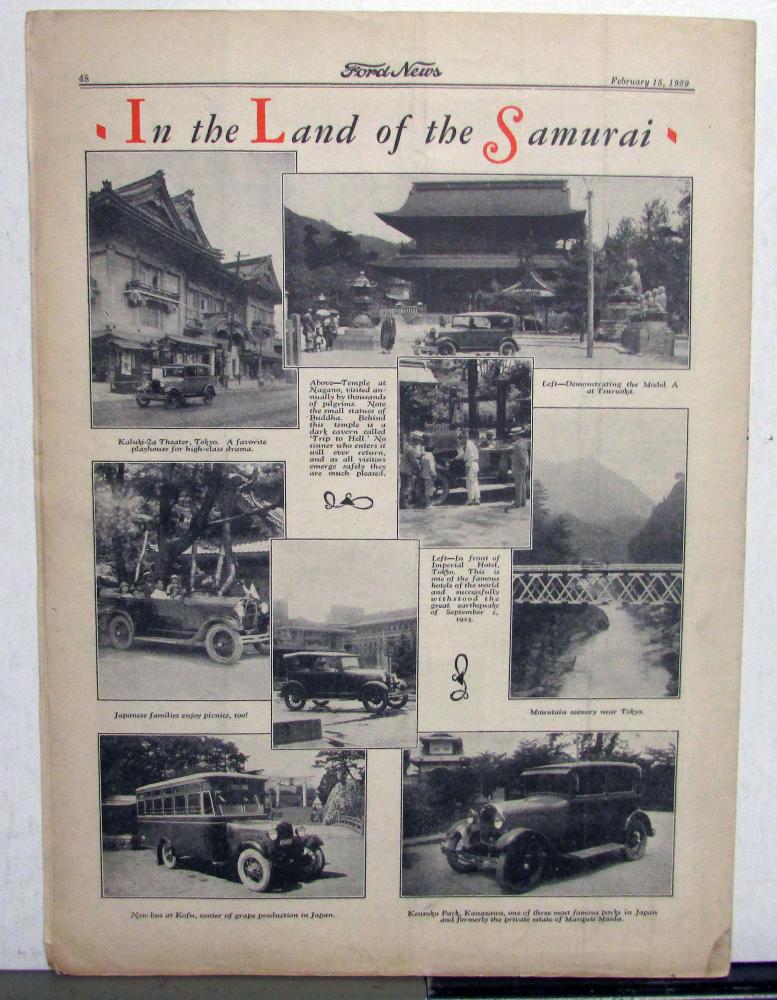 48
Ford News
February 15, 1929
In the Land of the Samurai
Kaluki-Za Theater, Tokyo. A favorite
playhouse for high-class drama.
Above—Temple at
Nagano, visited an-
nually by thousands
of pilgrims. Note
the small statues of
Buddha. Behind
this temple is a
dark cavern called
'Trip to Hell.' No
sinner who enters it
will ever return,
and as all visitors
emerge safely they
are much pleased.
Left—Demonstrating the Model A
at Tsuruoka.
Left—In front of
Imperial Hotel,
Tokyo. This is
one of the famous
hotels of the world
and successfully
withstood the
great earthquake
of September 1,
1923.
Japanese families enjoy picnics, too!
Mountain scenery near Tokyo.
New bus at Kofu, center of grape production in Japan.
Kenroku Park, Kanazawa, one of three most famous parks in Japan
and formerly the private estate of Marquis Maida.